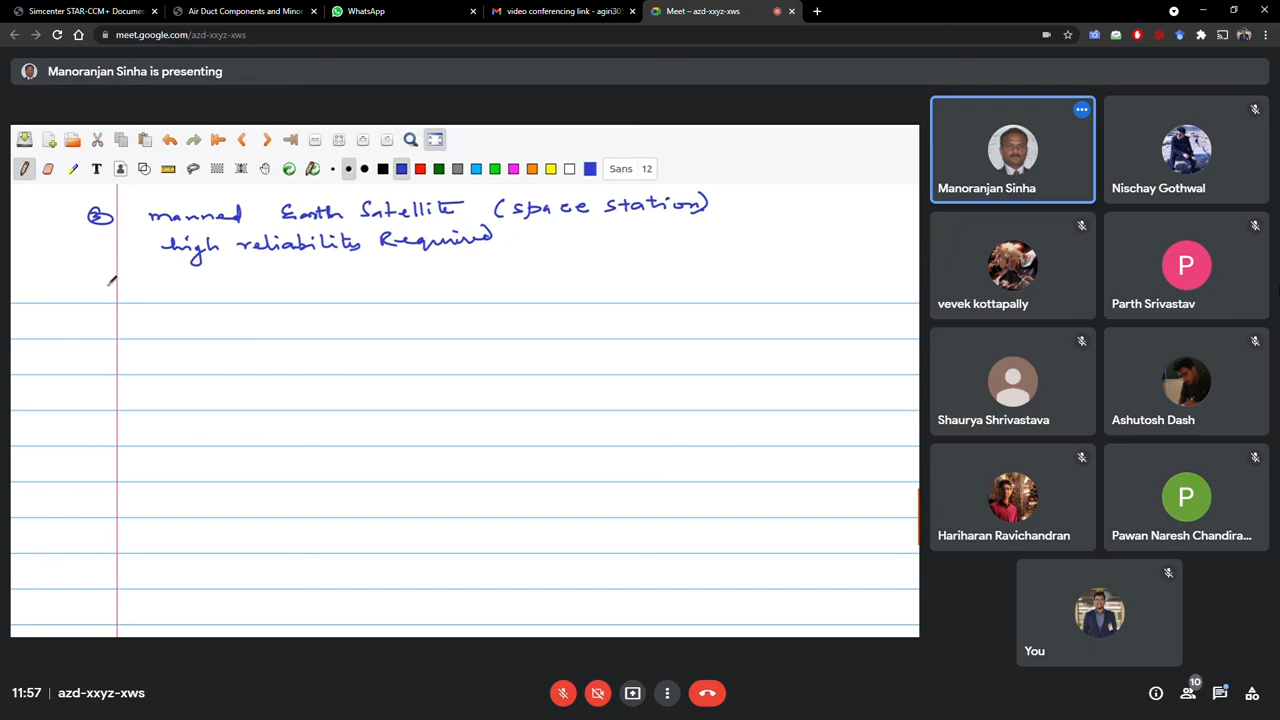 Simcenter STAR-CCM+ Documen
Air Duct Components and Minor
WhatsApp
video conferencing link - agiri30
Meet – azd-xxyz-xws
meet.google.com/azd-xxyz-xws
Manoranjan Sinha is presenting
T
Sans 12
③ manned Earth Satellite (space station)
high reliability Required
Manoranjan Sinha
Nischay Gothwal
vevek kottapally
P
Parth Srivastav
Shaurya Shrivastava
Ashutosh Dash
Hariharan Ravichandran
P
Pawan Naresh Chandira...
You
11:57 azd-xxyz-xws
10